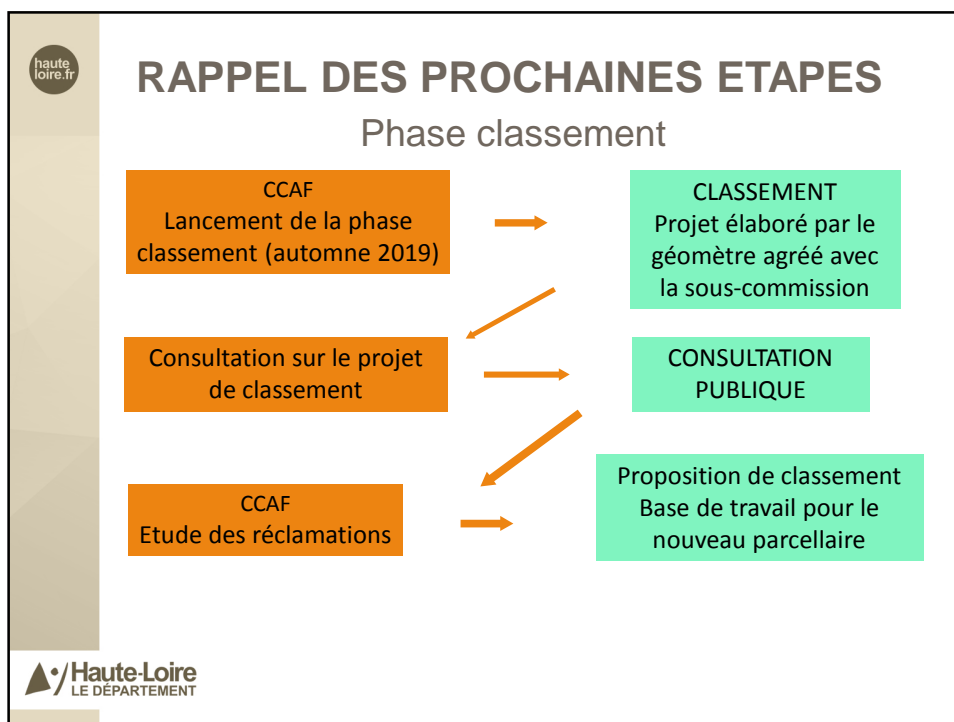 haute
loire.fr
RAPPEL DES PROCHAINES ETAPES
Phase classement
CCAF
Lancement de la phase
classement (automne 2019)
CLASSEMENT
Projet élaboré par le
géomètre agréé avec
la sous-commission
Consultation sur le projet
de classement
CONSULTATION
PUBLIQUE
CCAF
Etude des réclamations
Proposition de classement
Base de travail pour le
nouveau parcellaire
Haute-Loire
LE DÉPARTEMENT